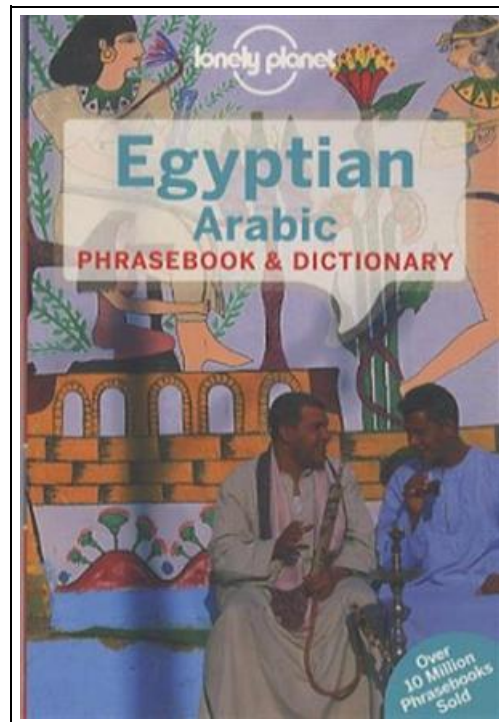 lonely planet
Egyptian
Arabic
PHRASEBOOK & DICTIONARY
Over
10 Million
Phrasebooks
Sold